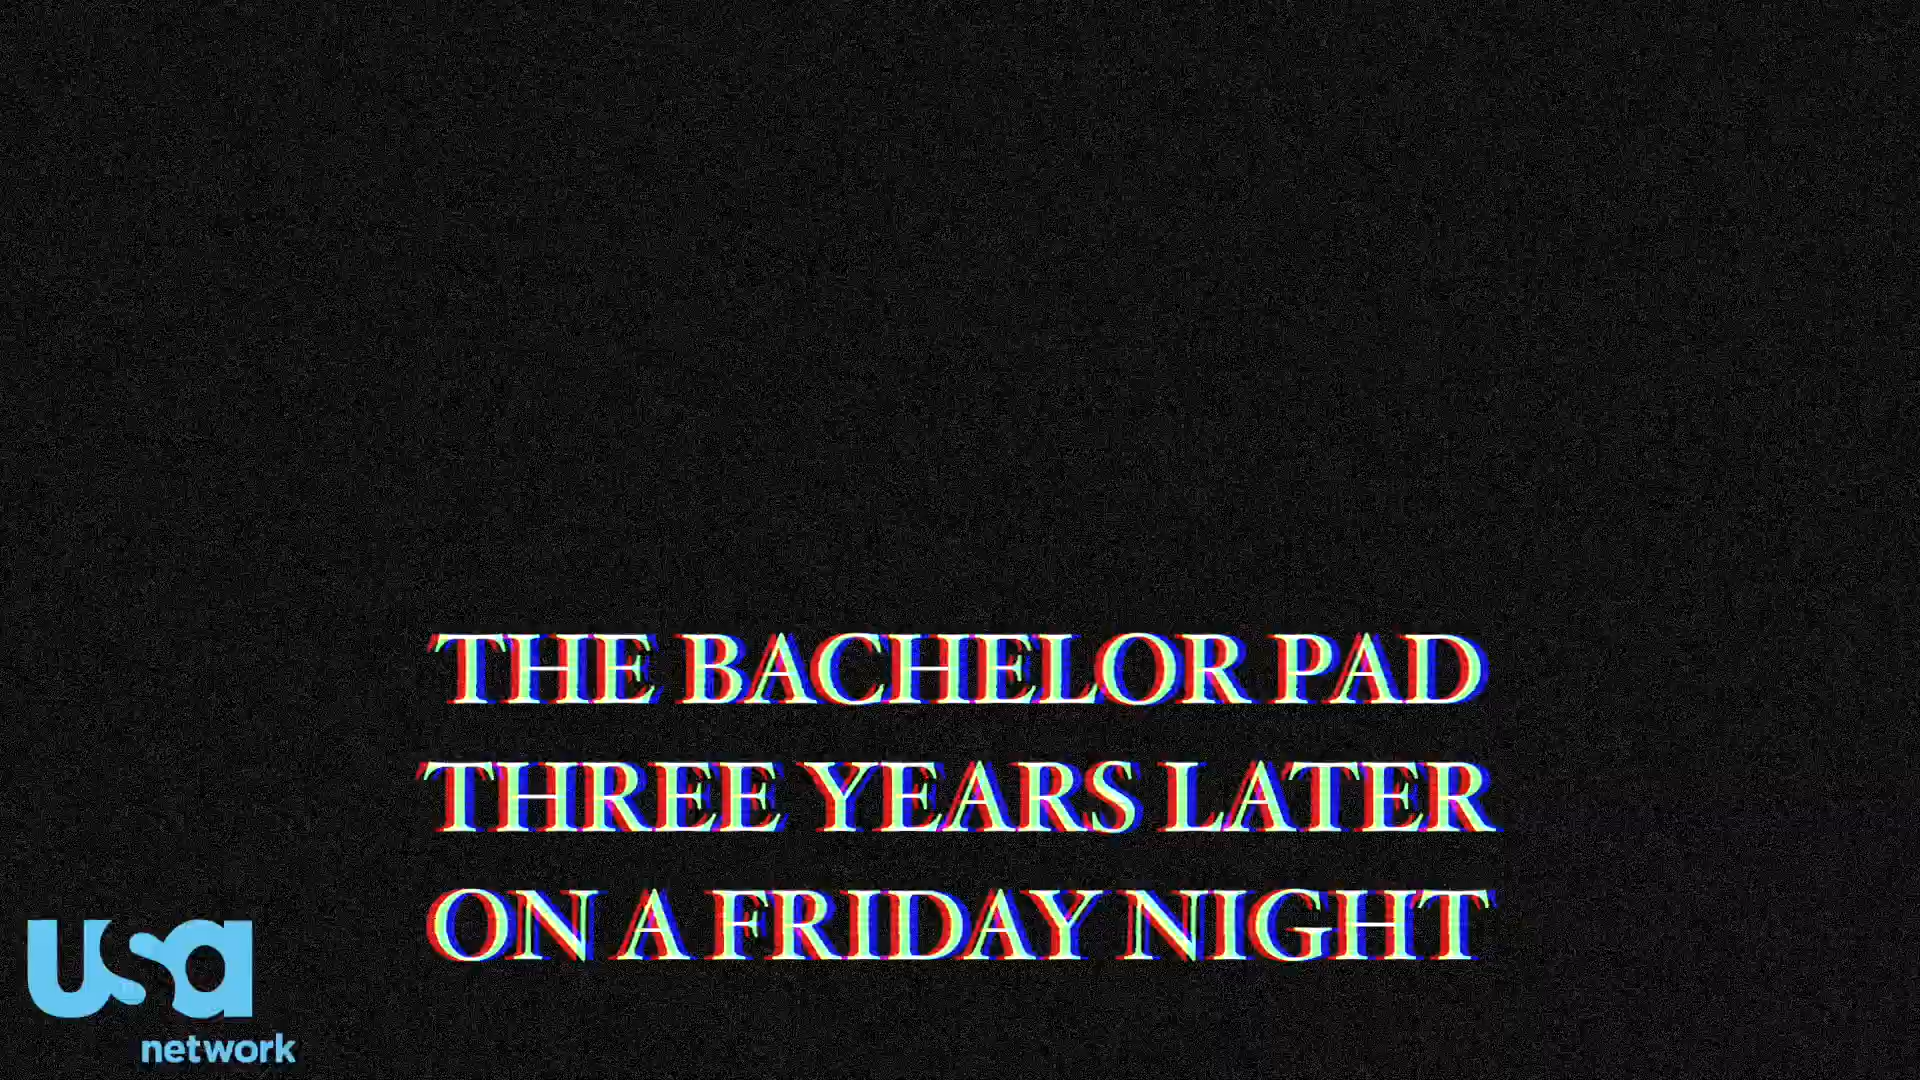 THE BACHELOR PAD
THREE YEARS LATER
ON A FRIDAY NIGHT
usa
network